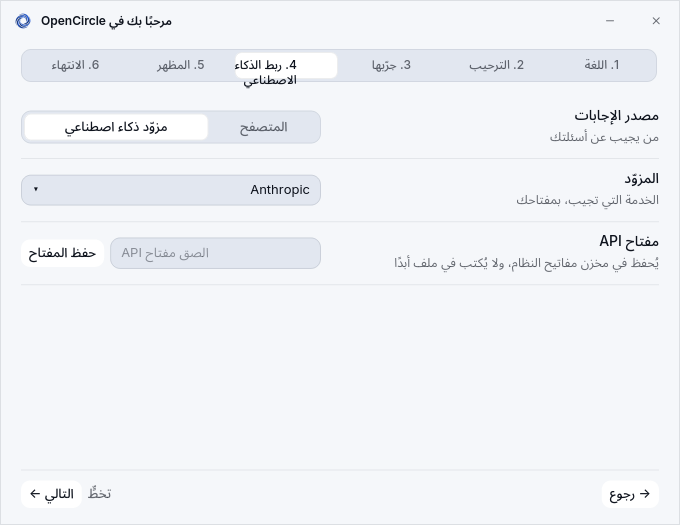 مرحبًا بك في OpenCircle
1. اللغة
2. الترحيب
3. جرّبها
4. ربط الذكاء
الاصطناعي
5. المظهر
6. الانتهاء
مصدر الإجابات
من يجيب عن أسئلتك
المتصفح
مزوّد ذكاء اصطناعي
المزوّد
الخدمة التي تجيب، بمفتاحك
Anthropic
مفتاح API
يُحفظ في مخزن مفاتيح النظام، ولا يُكتب في ملف أبدًا
الصق مفتاح API
حفظ المفتاح
→ رجوع
تخطٍّ
التالي ←